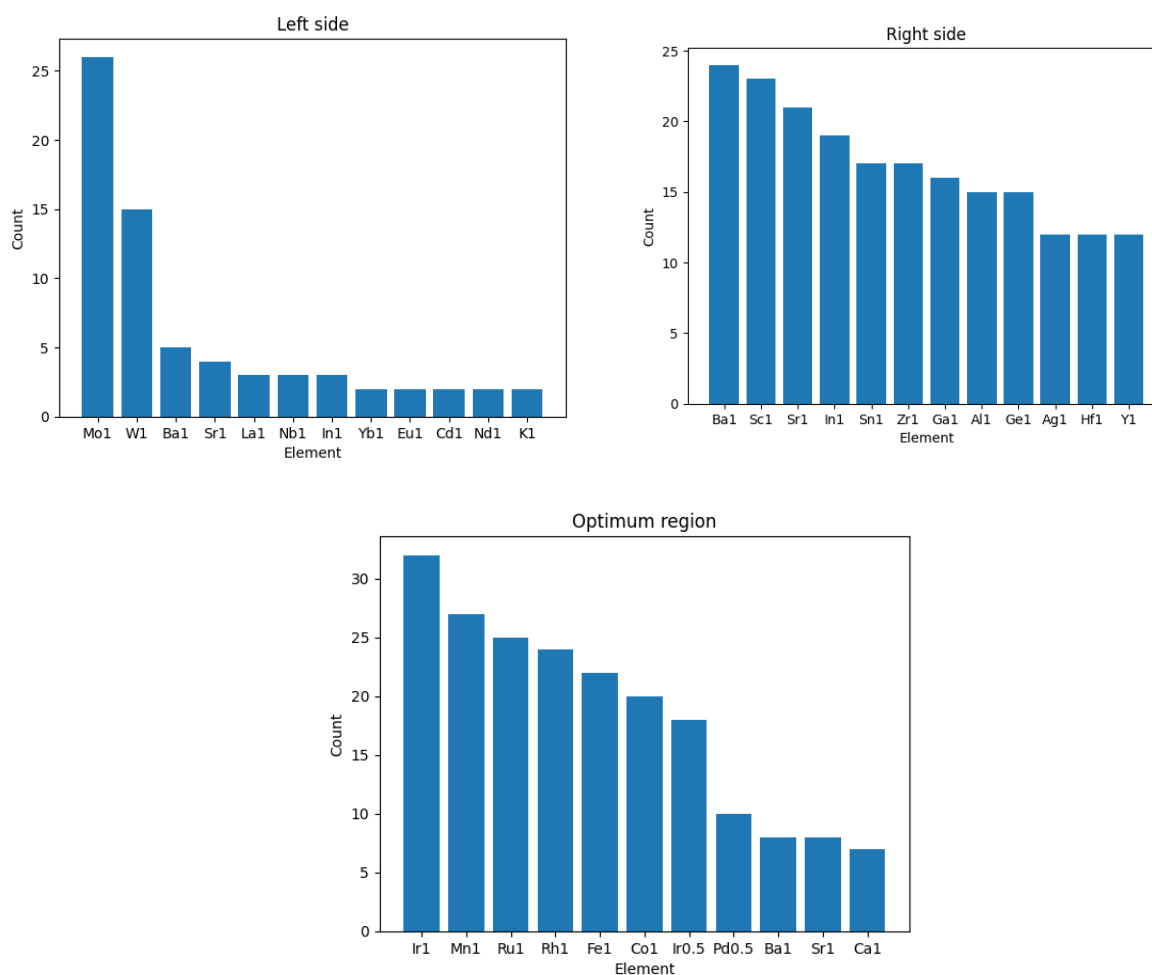 Left side
25
20
15
10
5
0
Count
Mo1 W1 Ba1 Sr1 La1 Nb1 In1 Yb1 Eu1 Cd1 Nd1 K1
Element
Right side
25
20
15
10
5
0
Count
Ba1 Sc1 Sr1 In1 Sn1 Zr1 Ga1 Al1 Ge1 Ag1 Hf1 Y1
Element
Optimum region
30
25
20
15
10
5
0
Count
Ir1 Mn1 Ru1 Rh1 Fe1 Co1 Ir0.5 Pd0.5 Ba1 Sr1 Ca1
Element